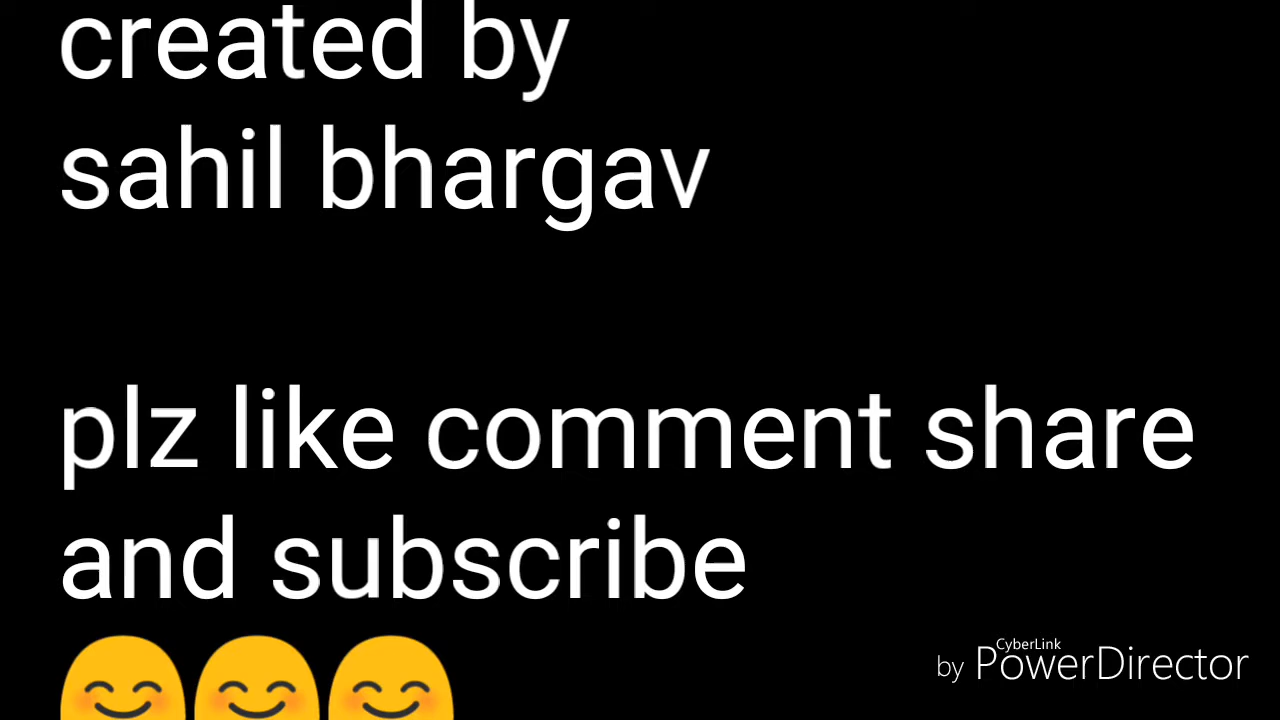 created by
sahil bhargav
plz like comment share
and subscribe
😊😊😊
CyberLink
by PowerDirector